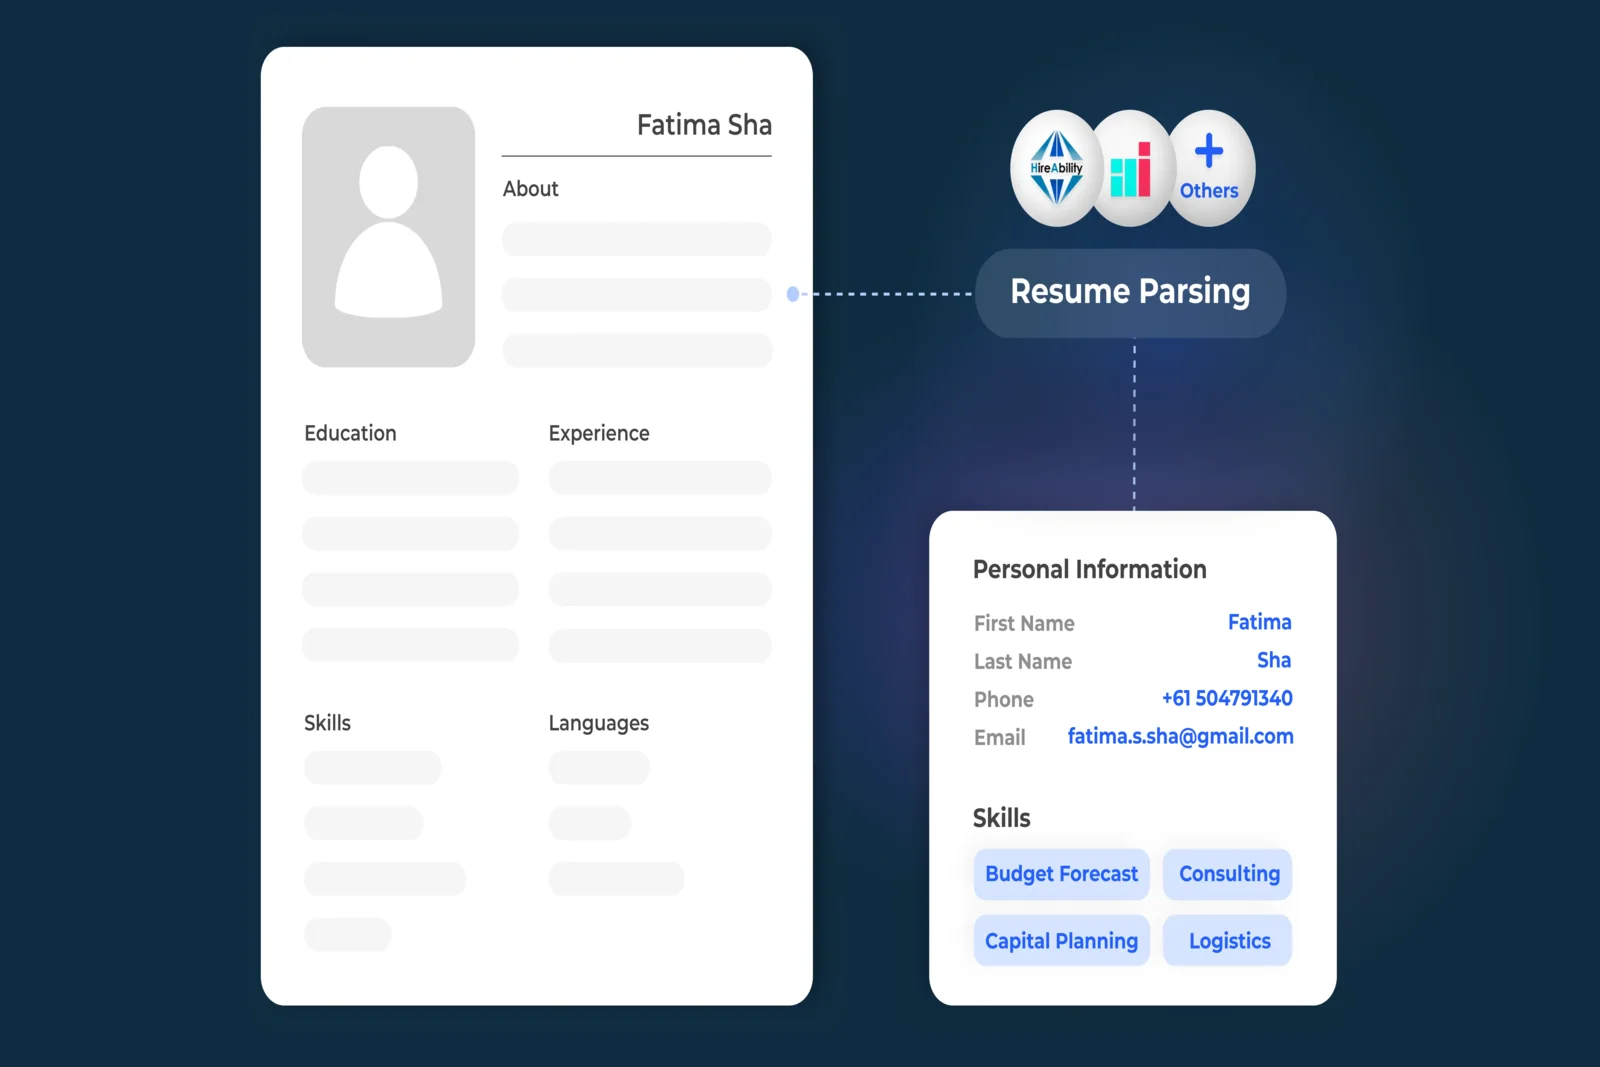 Fatima Sha
About
Education
Experience
Skills
Languages
HireAbility
Others
Resume Parsing
Personal Information
First Name Fatima
Last Name Sha
Phone +61 504791340
Email fatima.s.sha@gmail.com
Skills
Budget Forecast Consulting
Capital Planning Logistics